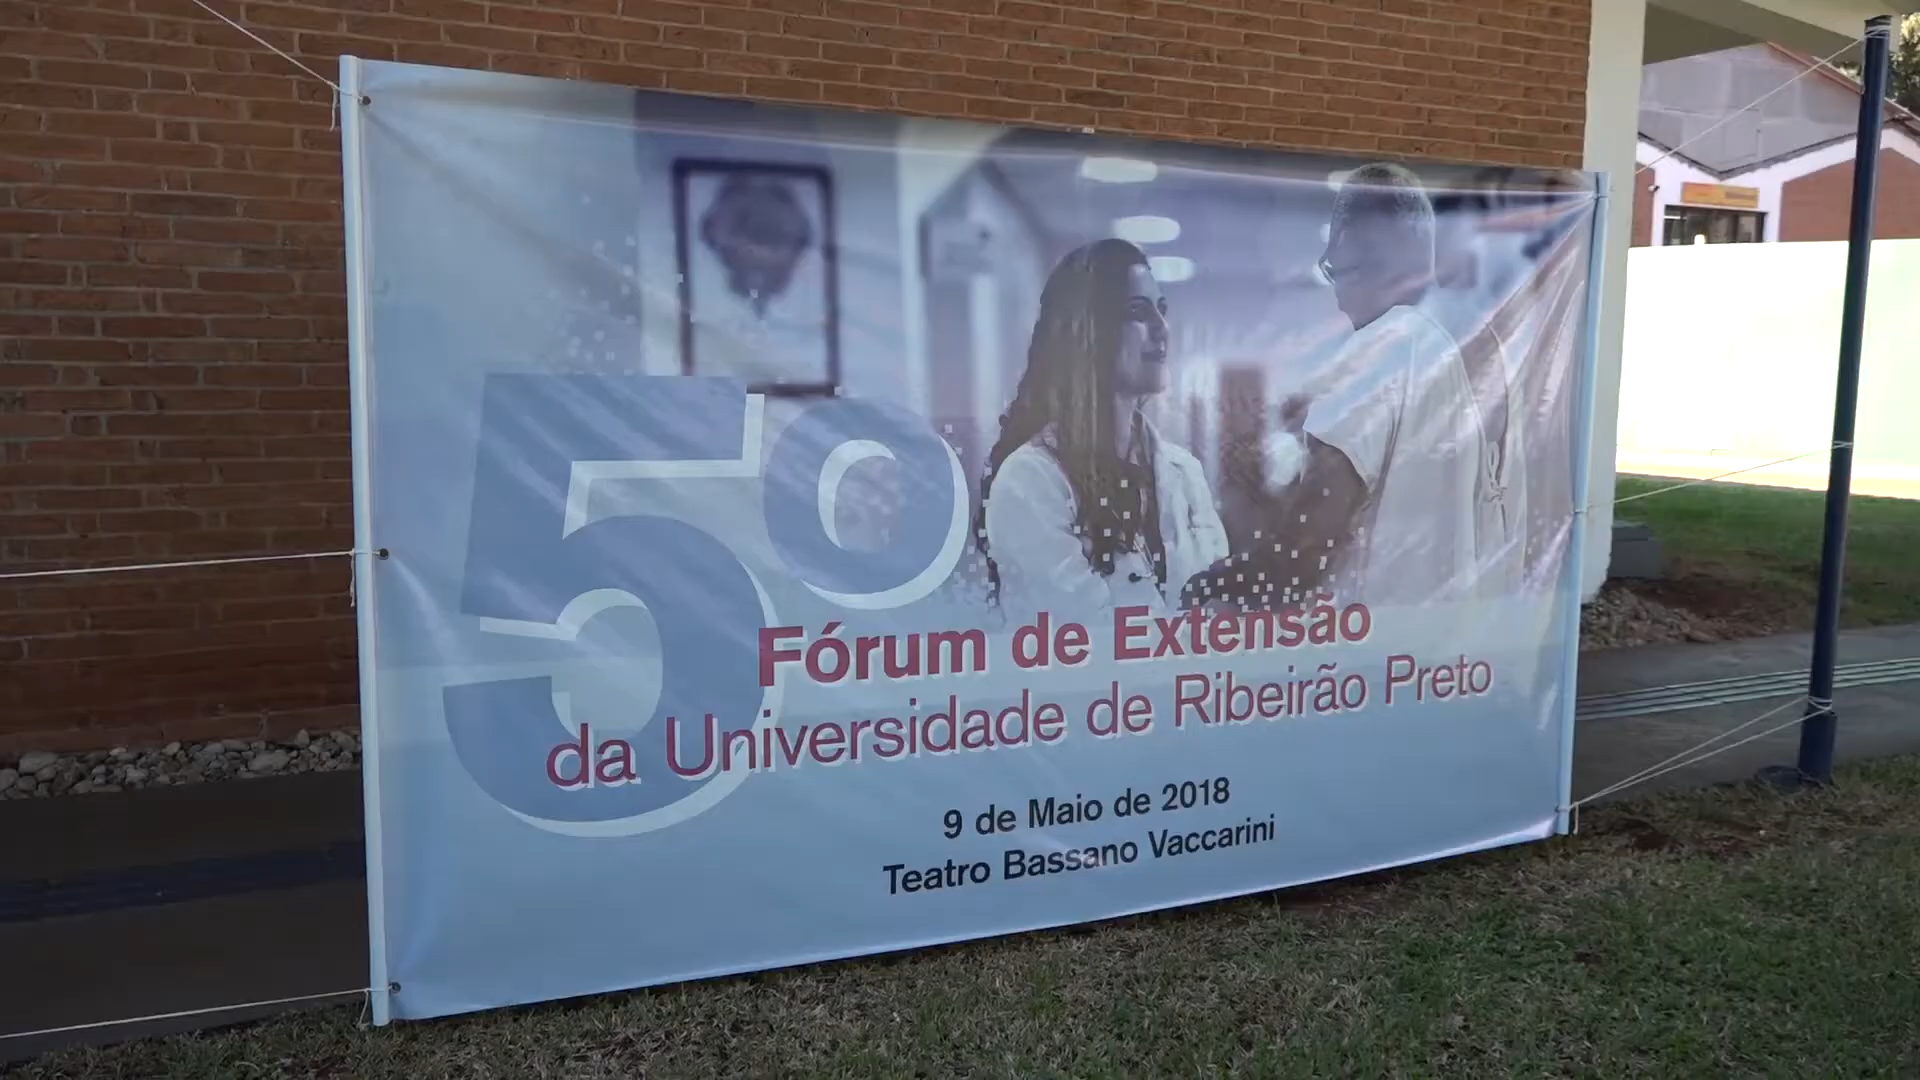 5º
Fórum de Extensão
da Universidade de Ribeirão Preto
9 de Maio de 2018
Teatro Bassano Vaccarini